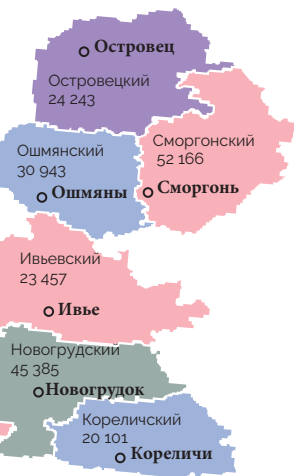 Островец
Островецкий
24 243
Сморгонский
52 166
Ошмянский
30 943
Ошмяны
Сморгонь
Ивьевский
23 457
Ивье
Новогрудский
45 385
Новогрудок
Кореличский
20 101
Кореличи